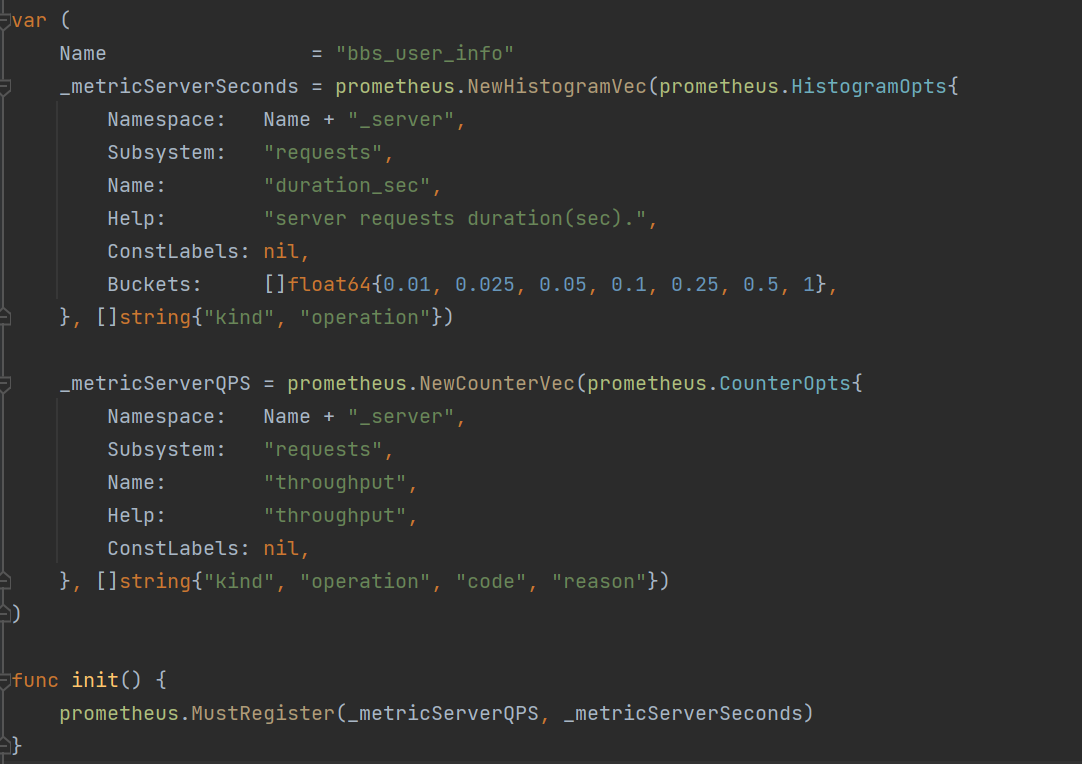 var (
    Name                 = "bbs_user_info"
    _metricServerSeconds = prometheus.NewHistogramVec(prometheus.HistogramOpts{
        Namespace:   Name + "_server",
        Subsystem:   "requests",
        Name:        "duration_sec",
        Help:        "server requests duration(sec).",
        ConstLabels: nil,
        Buckets:     []float64{0.01, 0.025, 0.05, 0.1, 0.25, 0.5, 1},
    }, []string{"kind", "operation"})

    _metricServerQPS = prometheus.NewCounterVec(prometheus.CounterOpts{
        Namespace:   Name + "_server",
        Subsystem:   "requests",
        Name:        "throughput",
        Help:        "throughput",
        ConstLabels: nil,
    }, []string{"kind", "operation", "code", "reason"})
)

func init() {
    prometheus.MustRegister(_metricServerQPS, _metricServerSeconds)
}